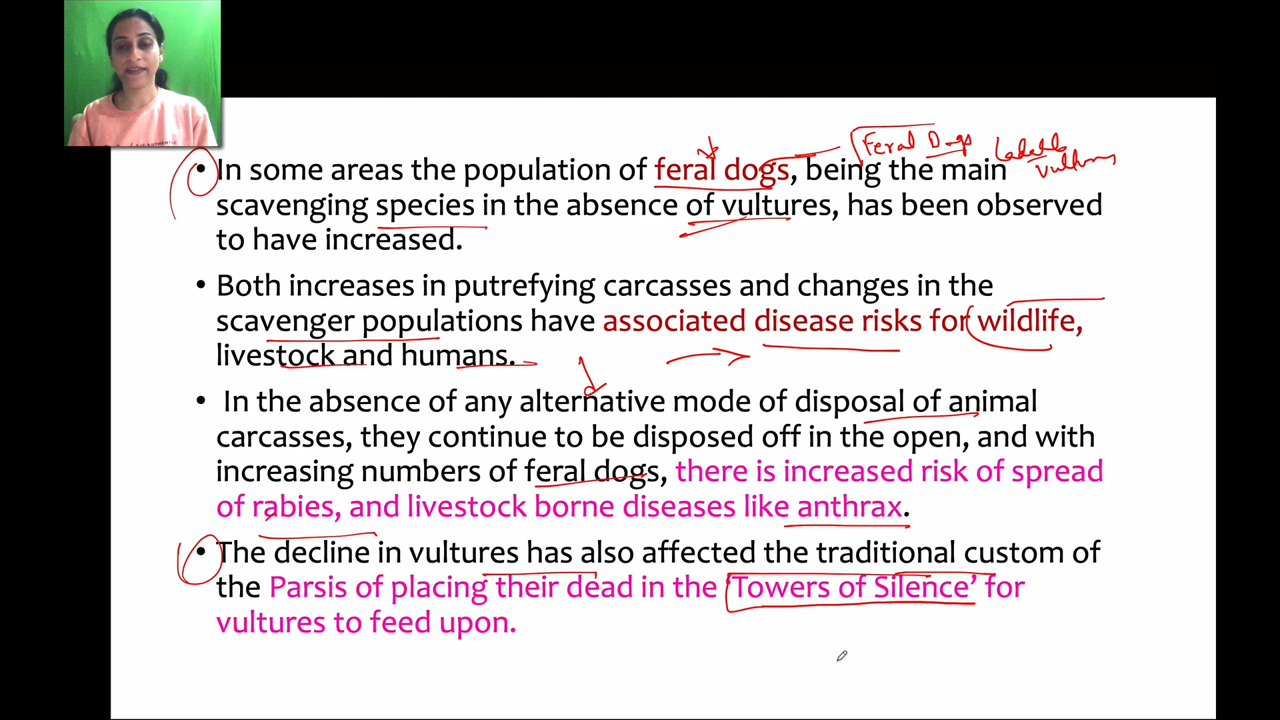 Feral Dogs
vultures
• In some areas the population of feral dogs, being the main
scavenging species in the absence of vultures, has been observed
to have increased.
• Both increases in putrefying carcasses and changes in the
scavenger populations have associated disease risks for wildlife,
livestock and humans.
• In the absence of any alternative mode of disposal of animal
carcasses, they continue to be disposed off in the open, and with
increasing numbers of feral dogs, there is increased risk of spread
of rabies, and livestock borne diseases like anthrax.
• The decline in vultures has also affected the traditional custom of
the Parsis of placing their dead in the 'Towers of Silence' for
vultures to feed upon.